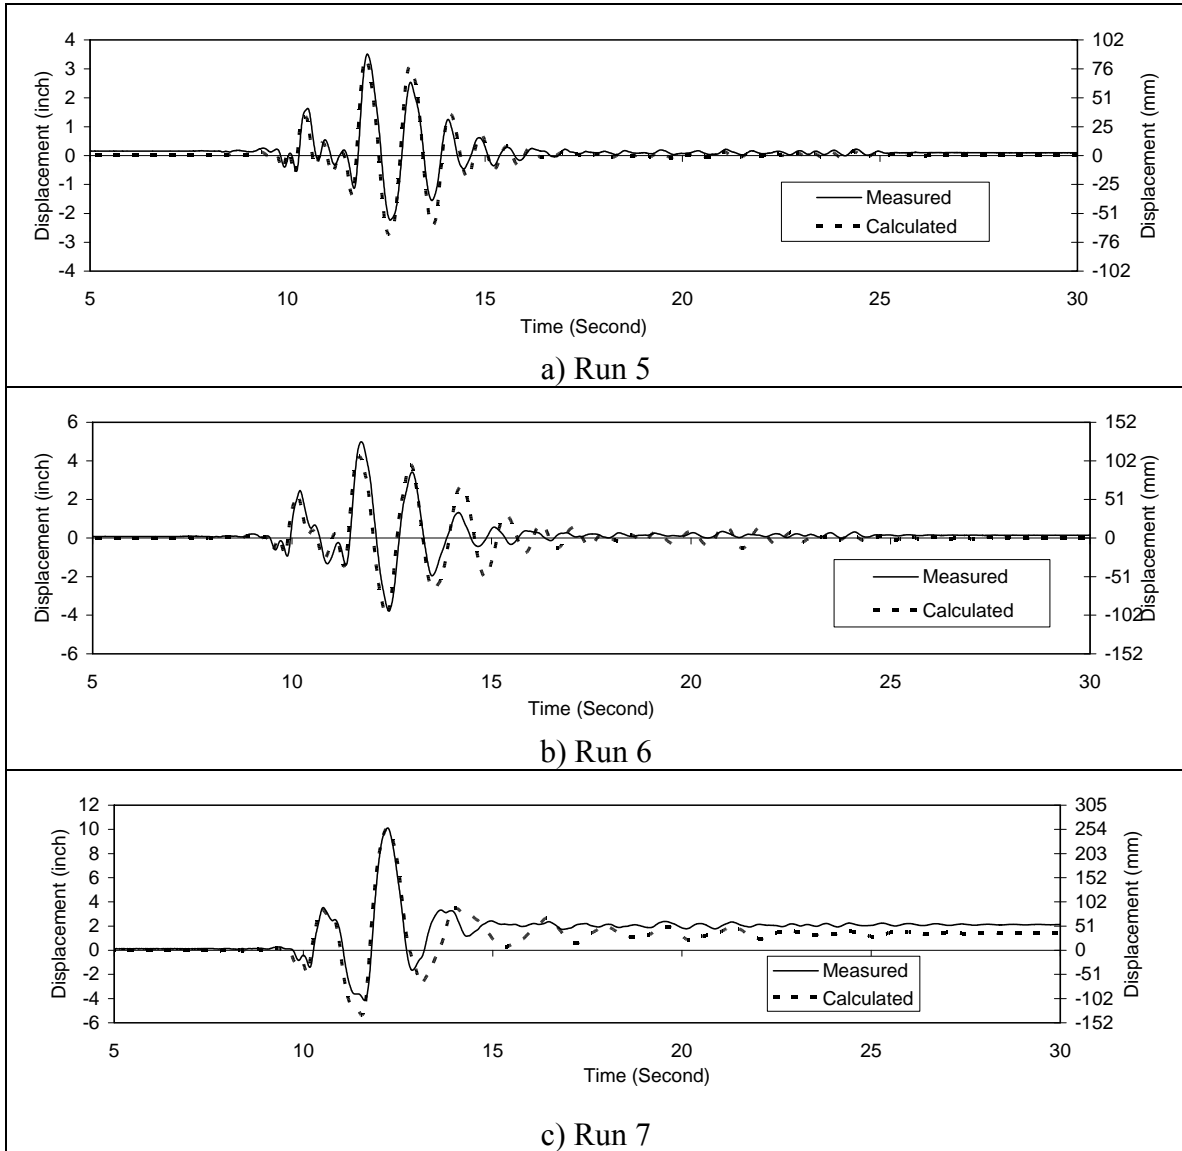 4
3
2
1
0
-1
-2
-3
-4
Displacement (inch)
102
76
51
25
0
-25
-51
-76
-102
Displacement (mm)
Measured
Calculated
5 10 15 20 25 30
Time (Second)
a) Run 5
6
4
2
0
-2
-4
-6
Displacement (inch)
152
102
51
0
-51
-102
-152
Displacement (mm)
Measured
Calculated
5 10 15 20 25 30
Time (Second)
b) Run 6
12
10
8
6
4
2
0
-2
-4
-6
Displacement (inch)
305
254
203
152
102
51
0
-51
-102
-152
Displacement (mm)
Measured
Calculated
5 10 15 20 25 30
Time (Second)
c) Run 7